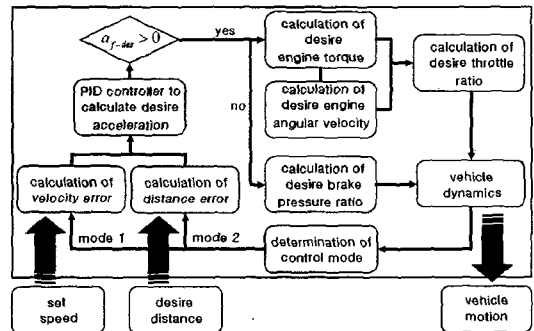 a_{f-des} > 0
yes
no
calculation of
desire
engine torque
calculation of
desire engine
angular velocity
calculation of
desire throttle
ratio
PID controller to
calculate desire
acceleration
calculation of
velocity error
calculation of
distance error
calculation of
desire brake
pressure ratio
vehicle
dynamics
mode 1
mode 2
determination of
control mode
set
speed
desire
distance
vehicle
motion